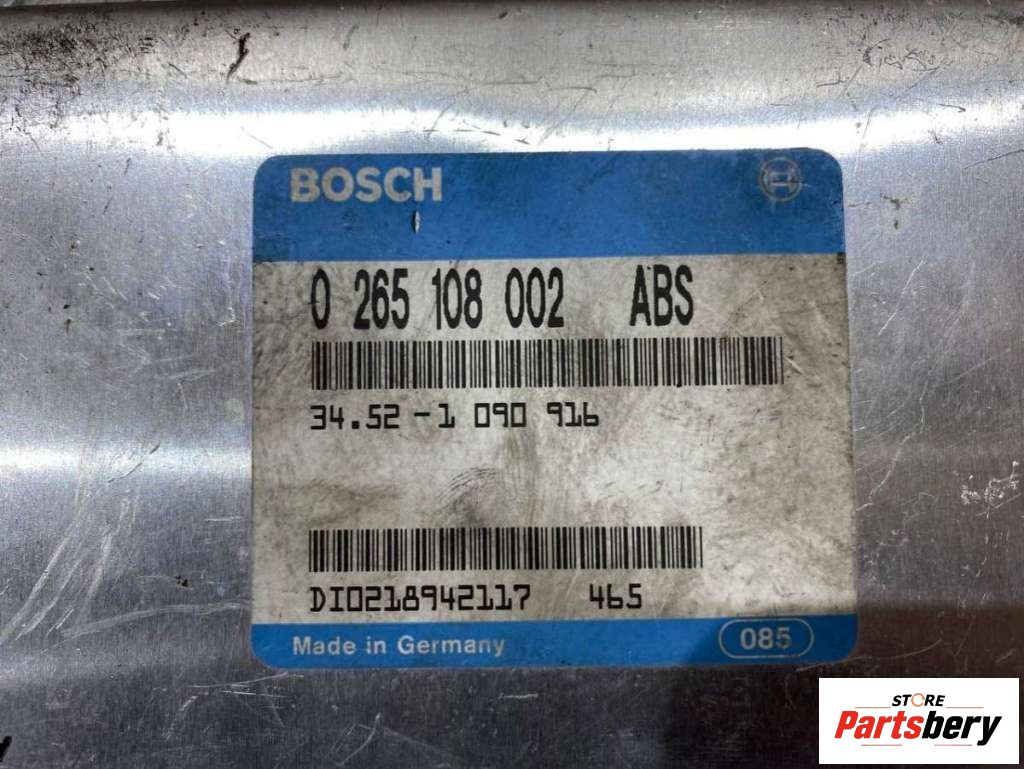 BOSCH
0 265 108 002 ABS
34.52-1 090 916
DI0218942117 465
Made in Germany 085
STORE
Partsbery